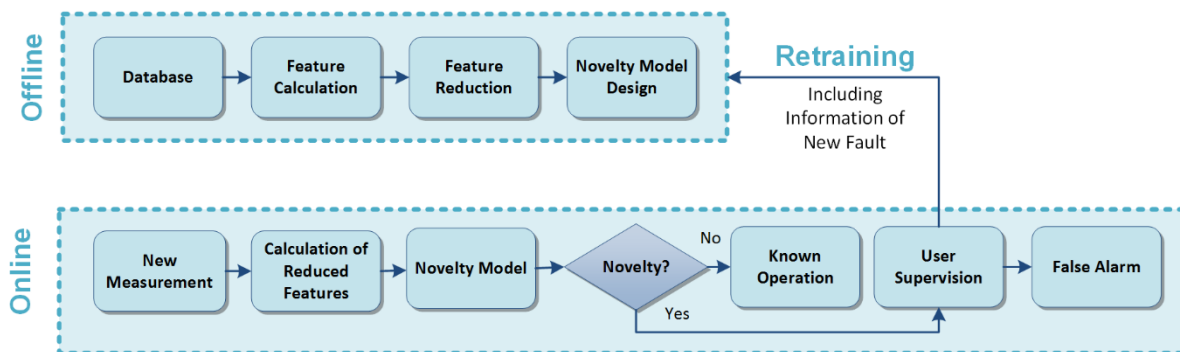 Offline
Database
Feature
Calculation
Feature
Reduction
Novelty Model
Design
Retraining
Including
Information of
New Fault
Online
New
Measurement
Calculation of
Reduced
Features
Novelty Model
Novelty?
No
Yes
Known
Operation
User
Supervision
False Alarm